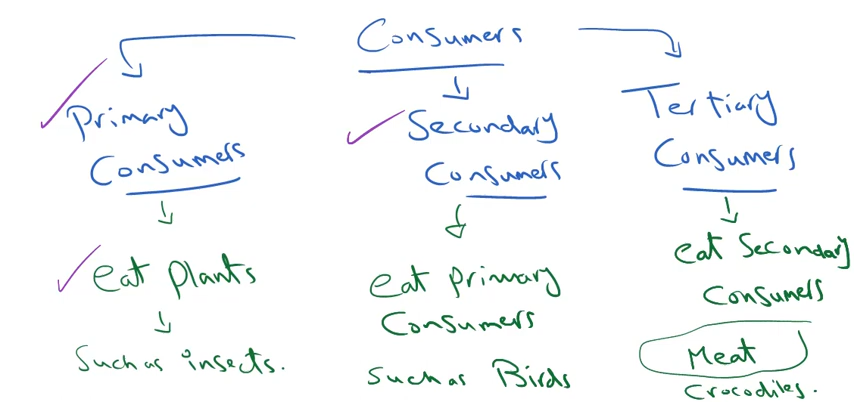 Consumers
Primary
Consumers
eat plants
Such as insects.
Secondary
Consumers
eat primary
Consumers
Such as Birds
Tertiary
Consumers
eat Secondary
Consumers
Meat
Crocodiles.